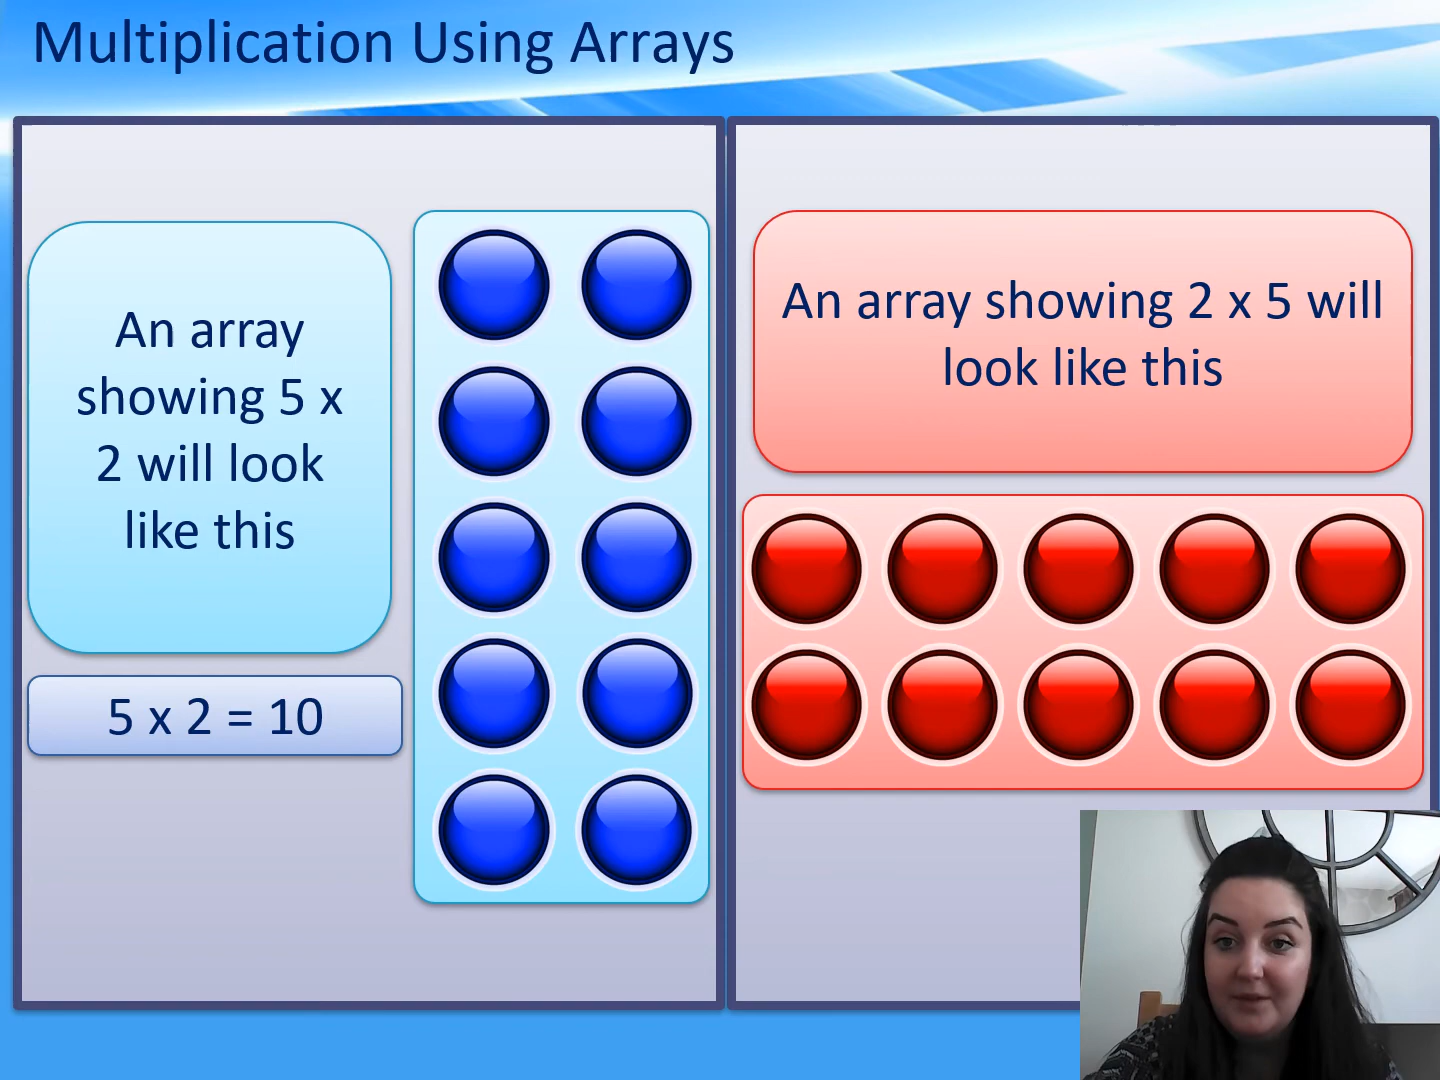 Multiplication Using Arrays
An array
showing 5 x
2 will look
like this
5 x 2 = 10
An array showing 2 x 5 will
look like this